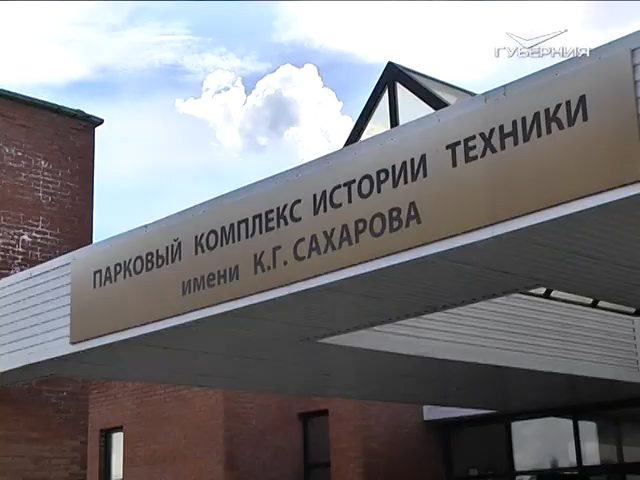 ГУБЕРНИЯ
ПАРКОВЫЙ КОМПЛЕКС ИСТОРИИ ТЕХНИКИ
имени К.Г. САХАРОВА